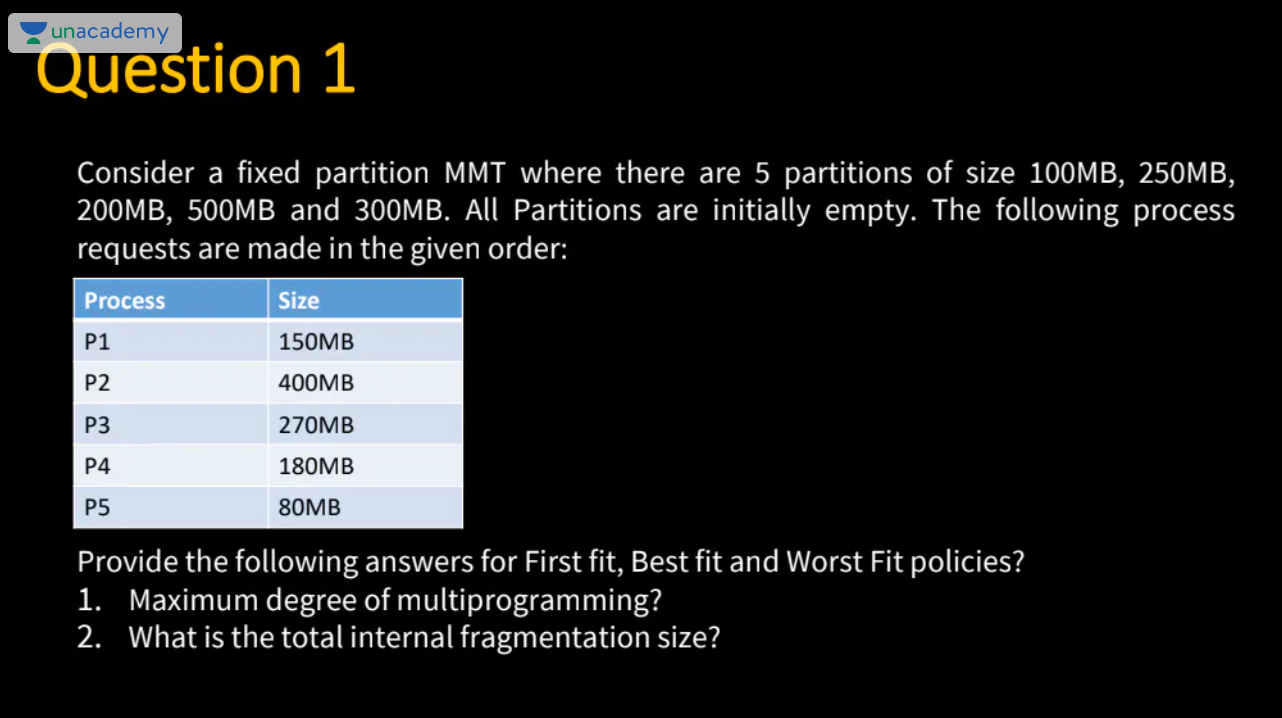 unacademy
Question 1
Consider a fixed partition MMT where there are 5 partitions of size 100MB, 250MB,
200MB, 500MB and 300MB. All Partitions are initially empty. The following process
requests are made in the given order:
Process Size
P1 150MB
P2 400MB
P3 270MB
P4 180MB
P5 80MB
Provide the following answers for First fit, Best fit and Worst Fit policies?
1. Maximum degree of multiprogramming?
2. What is the total internal fragmentation size?